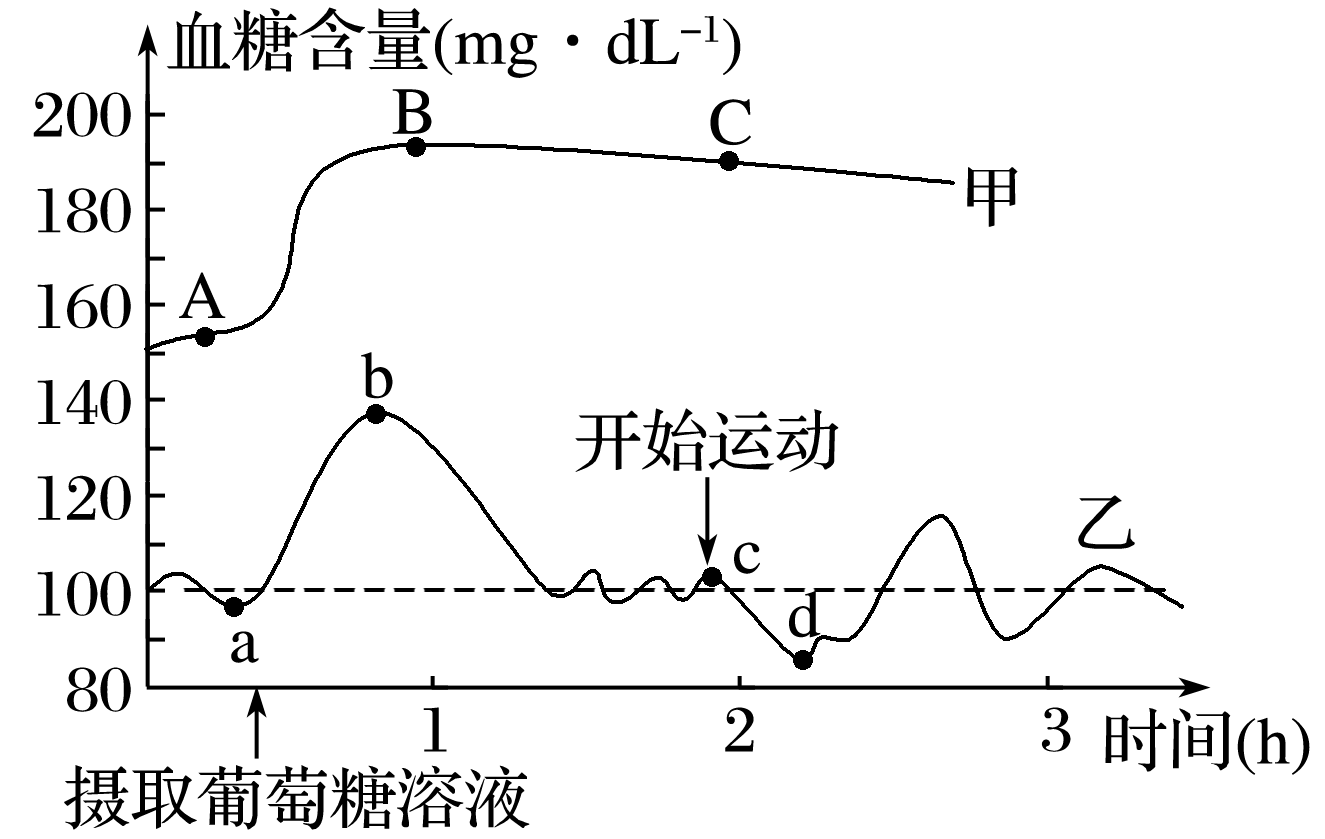 血糖含量(mg·dL⁻¹)
200
B
C
180
甲
160
A
140
b
开始运动
120
乙
c
100
d
a
80
1
2
3
时间(h)
摄取葡萄糖溶液